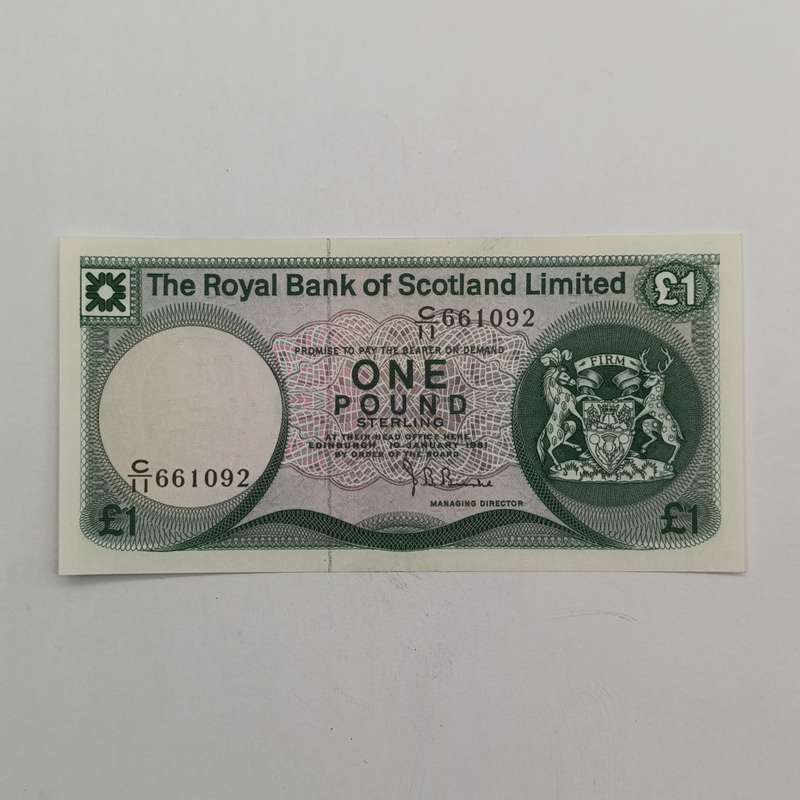 The Royal Bank of Scotland Limited
£1
C/11 661092
FIRM
PROMISE TO PAY THE BEARER ON DEMAND
ONE
POUND
STERLING
AT THEIR HEAD OFFICE HERE
EDINBURGH, 10 JANUARY 1981
BY ORDER OF THE BOARD
C/11 661092
MANAGING DIRECTOR
£1
£1